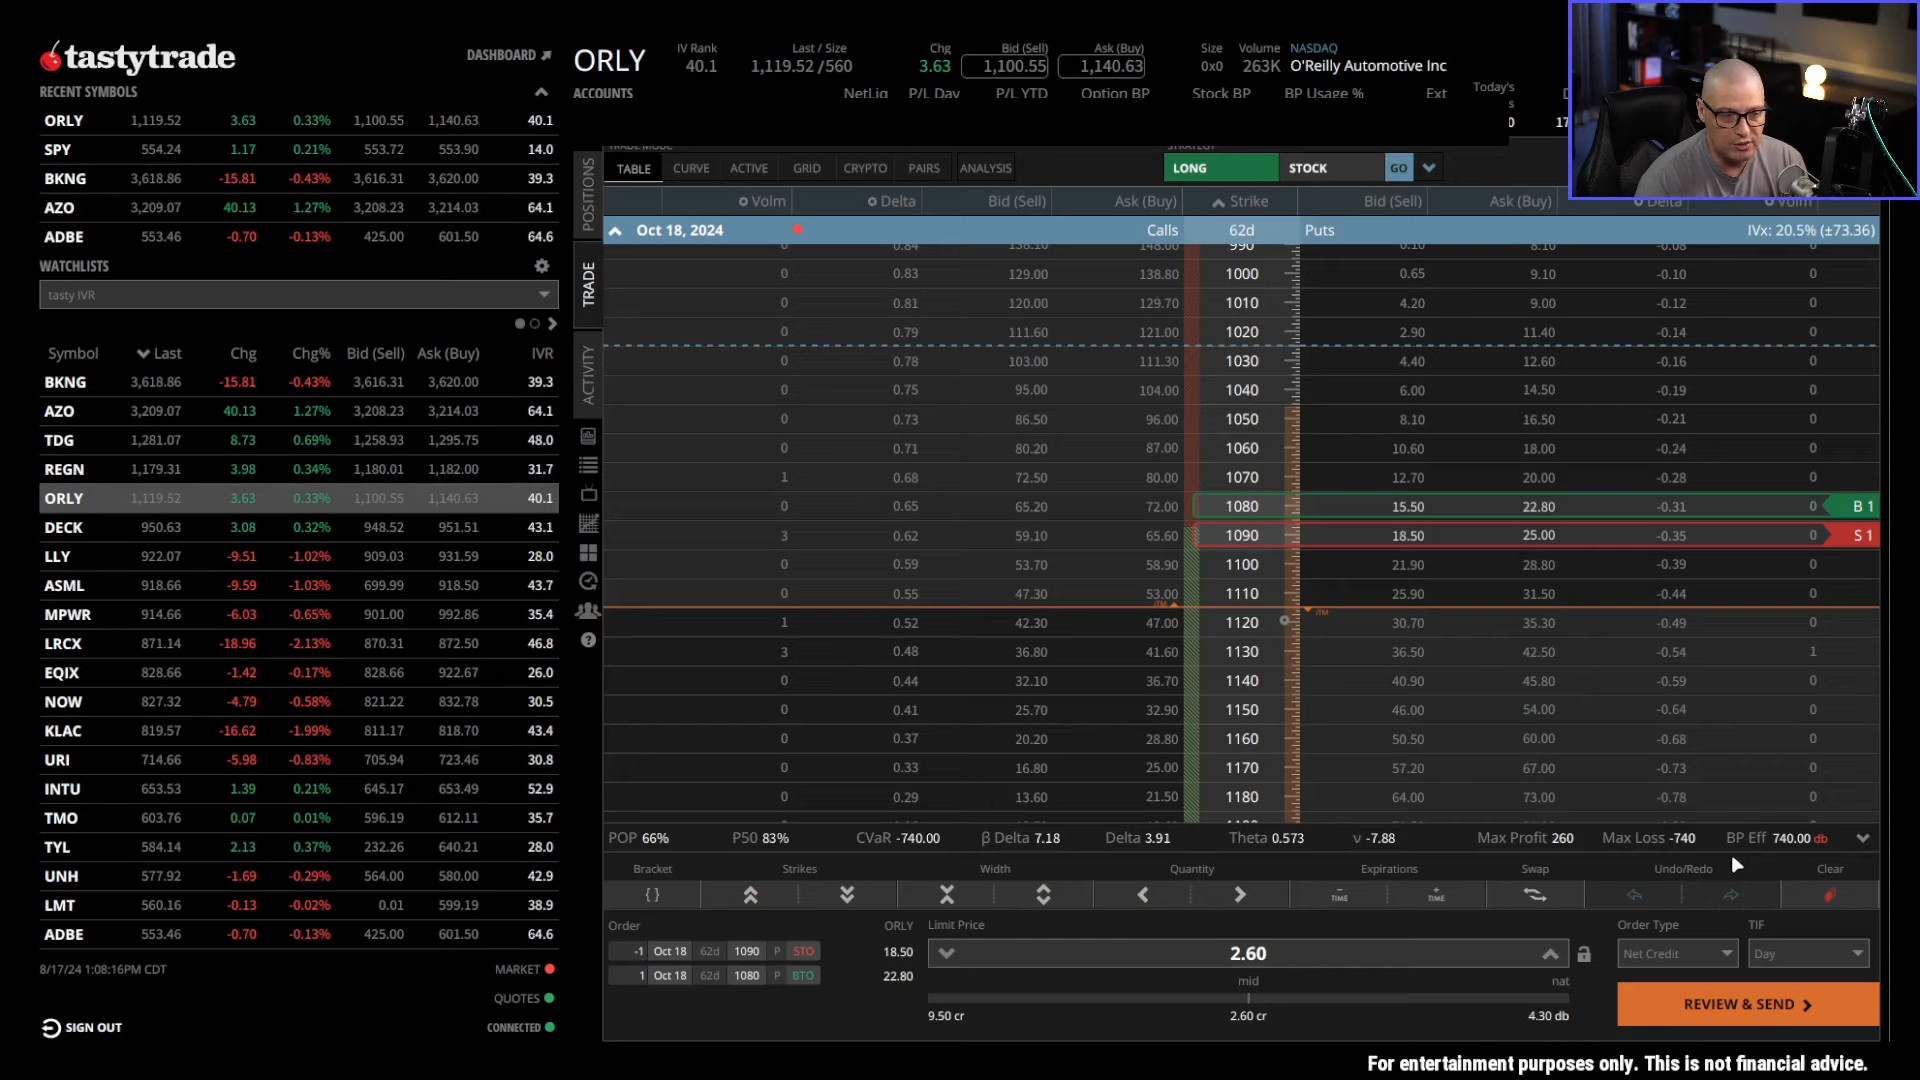 tastytrade
DASHBOARD
RECENT SYMBOLS
ORLY 1,119.52 3.63 0.33% 1,100.55 1,140.63 40.1
SPY 554.24 1.17 0.21% 553.72 553.90 14.0
BKNG 3,618.86 -15.81 -0.43% 3,616.31 3,620.00 39.3
AZO 3,209.07 40.13 1.27% 3,208.23 3,214.03 64.1
ADBE 553.46 -0.70 -0.13% 425.00 601.50 64.6
WATCHLISTS
tasty IVR
Symbol Last Chg Chg% Bid (Sell) Ask (Buy) IVR
BKNG 3,618.86 -15.81 -0.43% 3,616.31 3,620.00 39.3
AZO 3,209.07 40.13 1.27% 3,208.23 3,214.03 64.1
TDG 1,281.07 8.73 0.69% 1,258.93 1,295.75 48.0
REGN 1,179.31 3.98 0.34% 1,180.01 1,182.00 31.7
ORLY 1,119.52 3.63 0.33% 1,100.55 1,140.63 40.1
DECK 950.63 3.08 0.32% 948.52 951.51 43.1
LLY 922.07 -9.51 -1.02% 909.03 931.59 28.0
ASML 918.66 -9.59 -1.03% 699.99 918.50 43.7
MPWR 914.66 -6.03 -0.65% 901.00 992.86 35.4
LRCX 871.14 -18.96 -2.13% 870.31 872.50 46.8
EQIX 828.66 -1.42 -0.17% 828.66 922.67 26.0
NOW 827.32 -4.79 -0.58% 821.22 832.78 30.5
KLAC 819.57 -16.62 -1.99% 811.17 818.70 43.4
URI 714.66 -5.98 -0.83% 705.94 723.46 30.8
INTU 653.53 1.39 0.21% 645.17 653.49 52.9
TMO 603.76 0.07 0.01% 596.19 612.11 35.7
TYL 584.14 2.13 0.37% 232.26 640.21 28.0
UNH 577.92 -1.69 -0.29% 564.00 580.00 42.9
LMT 560.16 -0.13 -0.02% 0.01 599.19 38.9
ADBE 553.46 -0.70 -0.13% 425.00 601.50 64.6
8/17/24 1:08:16PM CDT MARKET
QUOTES
SIGN OUT CONNECTED
ORLY IV Rank Last / Size Chg Bid (Sell) Ask (Buy) Size Volume NASDAQ
40.1 1,119.52 /560 3.63 1,100.55 1,140.63 0x0 263K O'Reilly Automotive Inc
ACCOUNTS NetLiq P/L Day P/L YTD Option BP Stock BP BP Usage % Ext Today's
POSITIONS
TRADE
ACTIVITY
TABLE CURVE ACTIVE GRID CRYPTO PAIRS ANALYSIS LONG STOCK GO
Volm Delta Bid (Sell) Ask (Buy) Strike Bid (Sell) Ask (Buy) Delta Volm
Oct 18, 2024 Calls 62d Puts IVx: 20.5% (±73.36)
0 0.84 138.10 148.00 990 0.10 8.10 -0.08 0
0 0.83 129.00 138.80 1000 0.65 9.10 -0.10 0
0 0.81 120.00 129.70 1010 4.20 9.00 -0.12 0
0 0.79 111.60 121.00 1020 2.90 11.40 -0.14 0
0 0.78 103.00 111.30 1030 4.40 12.60 -0.16 0
0 0.75 95.00 104.00 1040 6.00 14.50 -0.19 0
0 0.73 86.50 96.00 1050 8.10 16.50 -0.21 0
0 0.71 80.20 87.00 1060 10.60 18.00 -0.24 0
1 0.68 72.50 80.00 1070 12.70 20.00 -0.28 0
0 0.65 65.20 72.00 1080 15.50 22.80 -0.31 0 B 1
3 0.62 59.10 65.60 1090 18.50 25.00 -0.35 0 S 1
0 0.59 53.70 58.90 1100 21.90 28.80 -0.39 0
0 0.55 47.30 53.00 1110 25.90 31.50 -0.44 0
ITM ITM
1 0.52 42.30 47.00 1120 30.70 35.30 -0.49 0
3 0.48 36.80 41.60 1130 36.50 42.50 -0.54 1
0 0.44 32.10 36.70 1140 40.90 45.80 -0.59 0
0 0.41 25.70 32.90 1150 46.00 54.00 -0.64 0
0 0.37 20.20 28.80 1160 50.50 60.00 -0.68 0
0 0.33 16.80 25.00 1170 57.20 67.00 -0.73 0
0 0.29 13.60 21.50 1180 64.00 73.00 -0.78 0
POP 66% P50 83% CVaR -740.00 β Delta 7.18 Delta 3.91 Theta 0.573 ν -7.88 Max Profit 260 Max Loss -740 BP Eff 740.00 db
Bracket Strikes Width Quantity Expirations Swap Undo/Redo Clear
{ } TIME TIME
Order ORLY Limit Price Order Type TIF
-1 Oct 18 62d 1090 P STO 18.50 2.60 Net Credit Day
1 Oct 18 62d 1080 P BTO 22.80 mid nat
9.50 cr 2.60 cr 4.30 db
REVIEW & SEND
For entertainment purposes only. This is not financial advice.